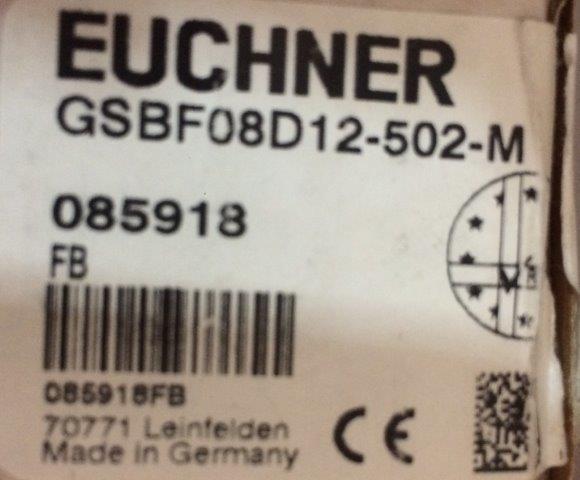 EUCHNER
GSBF08D12-502-M
085918
FB
085918FB
70771 Leinfelden
Made in Germany
CE